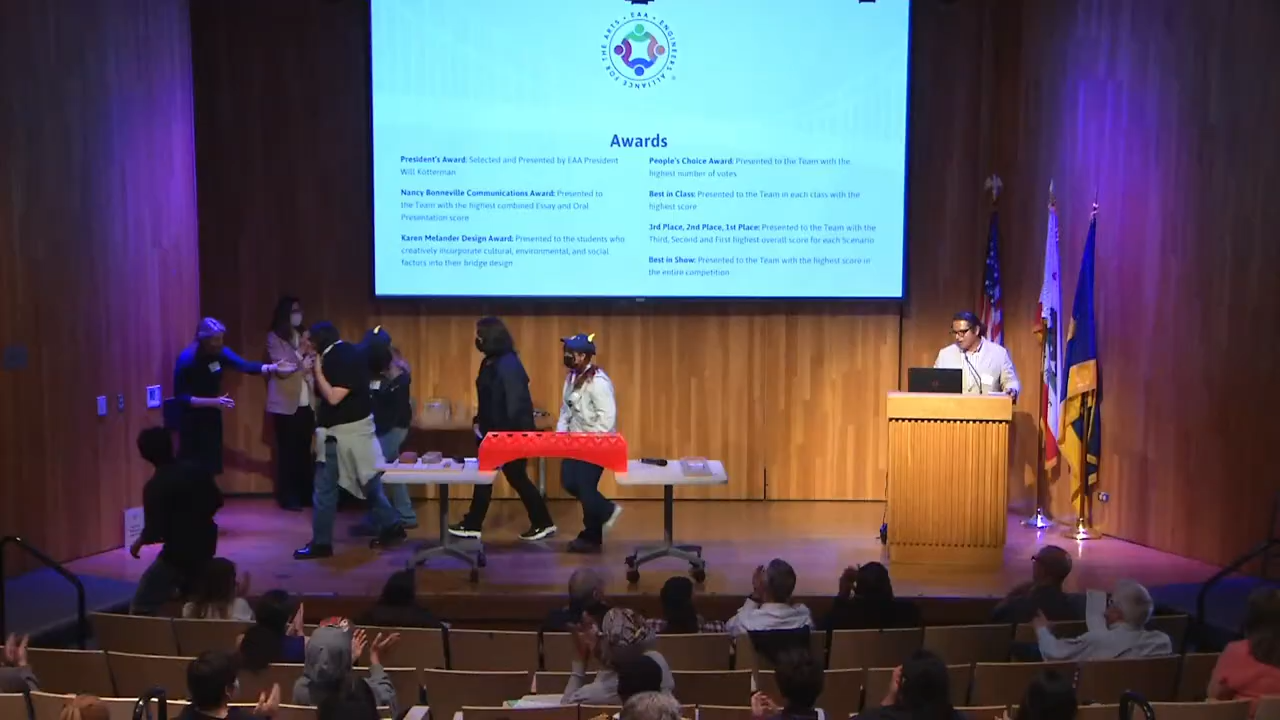 ENGINEERS ALLIANCE FOR THE ARTS • EAA •
Awards
President's Award: Selected and Presented by EAA President
Will Kotterman
Nancy Bonneville Communications Award: Presented to
the Team with the highest combined Essay and Oral
Presentation score
Karen Melander Design Award: Presented to the students who
creatively incorporate cultural, environmental, and social
factors into their bridge design
People's Choice Award: Presented to the Team with the
highest number of votes
Best in Class: Presented to the Team in each class with the
highest score
3rd Place, 2nd Place, 1st Place: Presented to the Team with the
Third, Second and First highest overall score for each Scenario
Best in Show: Presented to the Team with the highest score in
the entire competition